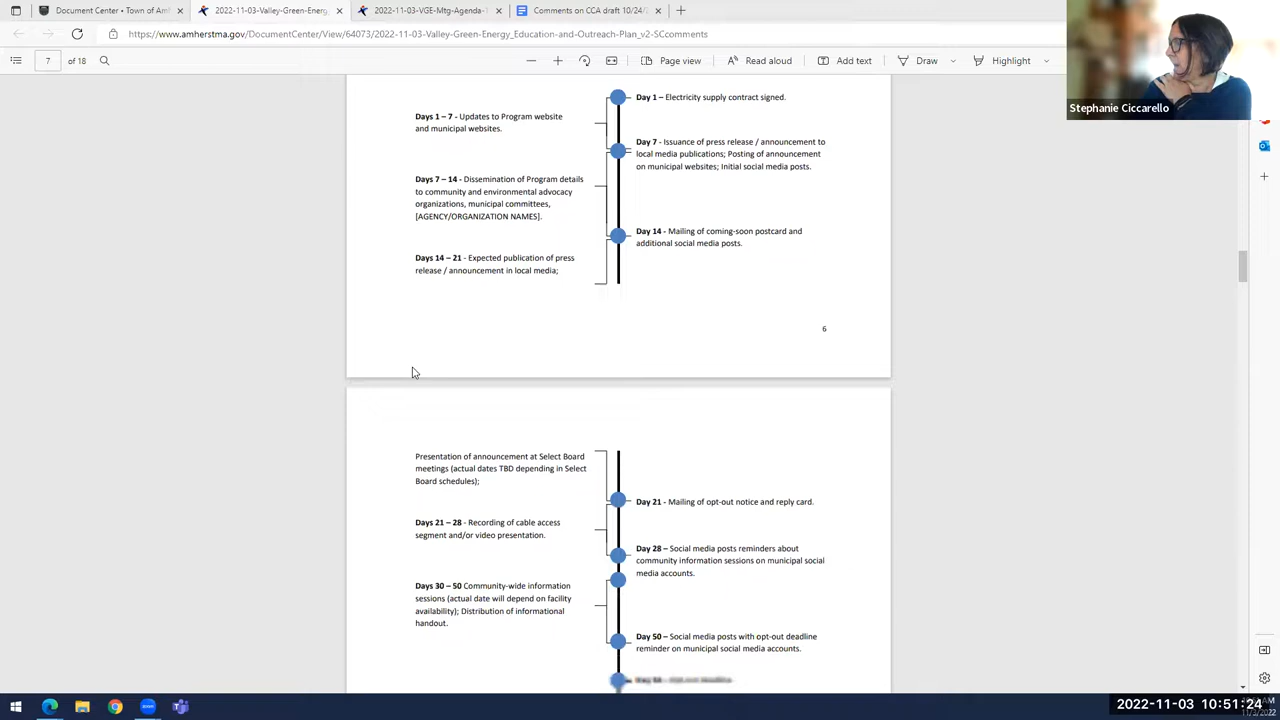 Document Center • Town of Am
2022-11-03-Valley-Green-Energ
2022-11-03-VGE-Mtg-Agenda
Comments on CCA draft 10/24/2
https://www.amherstma.gov/DocumentCenter/View/64073/2022-11-03-Valley-Green-Energy_Education-and-Outreach-Plan_v2-SCcomments
7 of 18
Page view
Read aloud
Add text
Draw
Highlight
Stephanie Ciccarello
Day 1 – Electricity supply contract signed.
Days 1 – 7 - Updates to Program website
and municipal websites.
Day 7 - Issuance of press release / announcement to
local media publications; Posting of announcement
on municipal websites; Initial social media posts.
Days 7 – 14 - Dissemination of Program details
to community and environmental advocacy
organizations, municipal committees,
[AGENCY/ORGANIZATION NAMES].
Day 14 - Mailing of coming-soon postcard and
additional social media posts.
Days 14 – 21 - Expected publication of press
release / announcement in local media;
6
Presentation of announcement at Select Board
meetings (actual dates TBD depending in Select
Board schedules);
Day 21 - Mailing of opt-out notice and reply card.
Days 21 – 28 - Recording of cable access
segment and/or video presentation.
Day 28 – Social media posts reminders about
community information sessions on municipal social
media accounts.
Days 30 – 50 Community-wide information
sessions (actual date will depend on facility
availability); Distribution of informational
handout.
Day 50 – Social media posts with opt-out deadline
reminder on municipal social media accounts.
2022-11-03 10:51:24